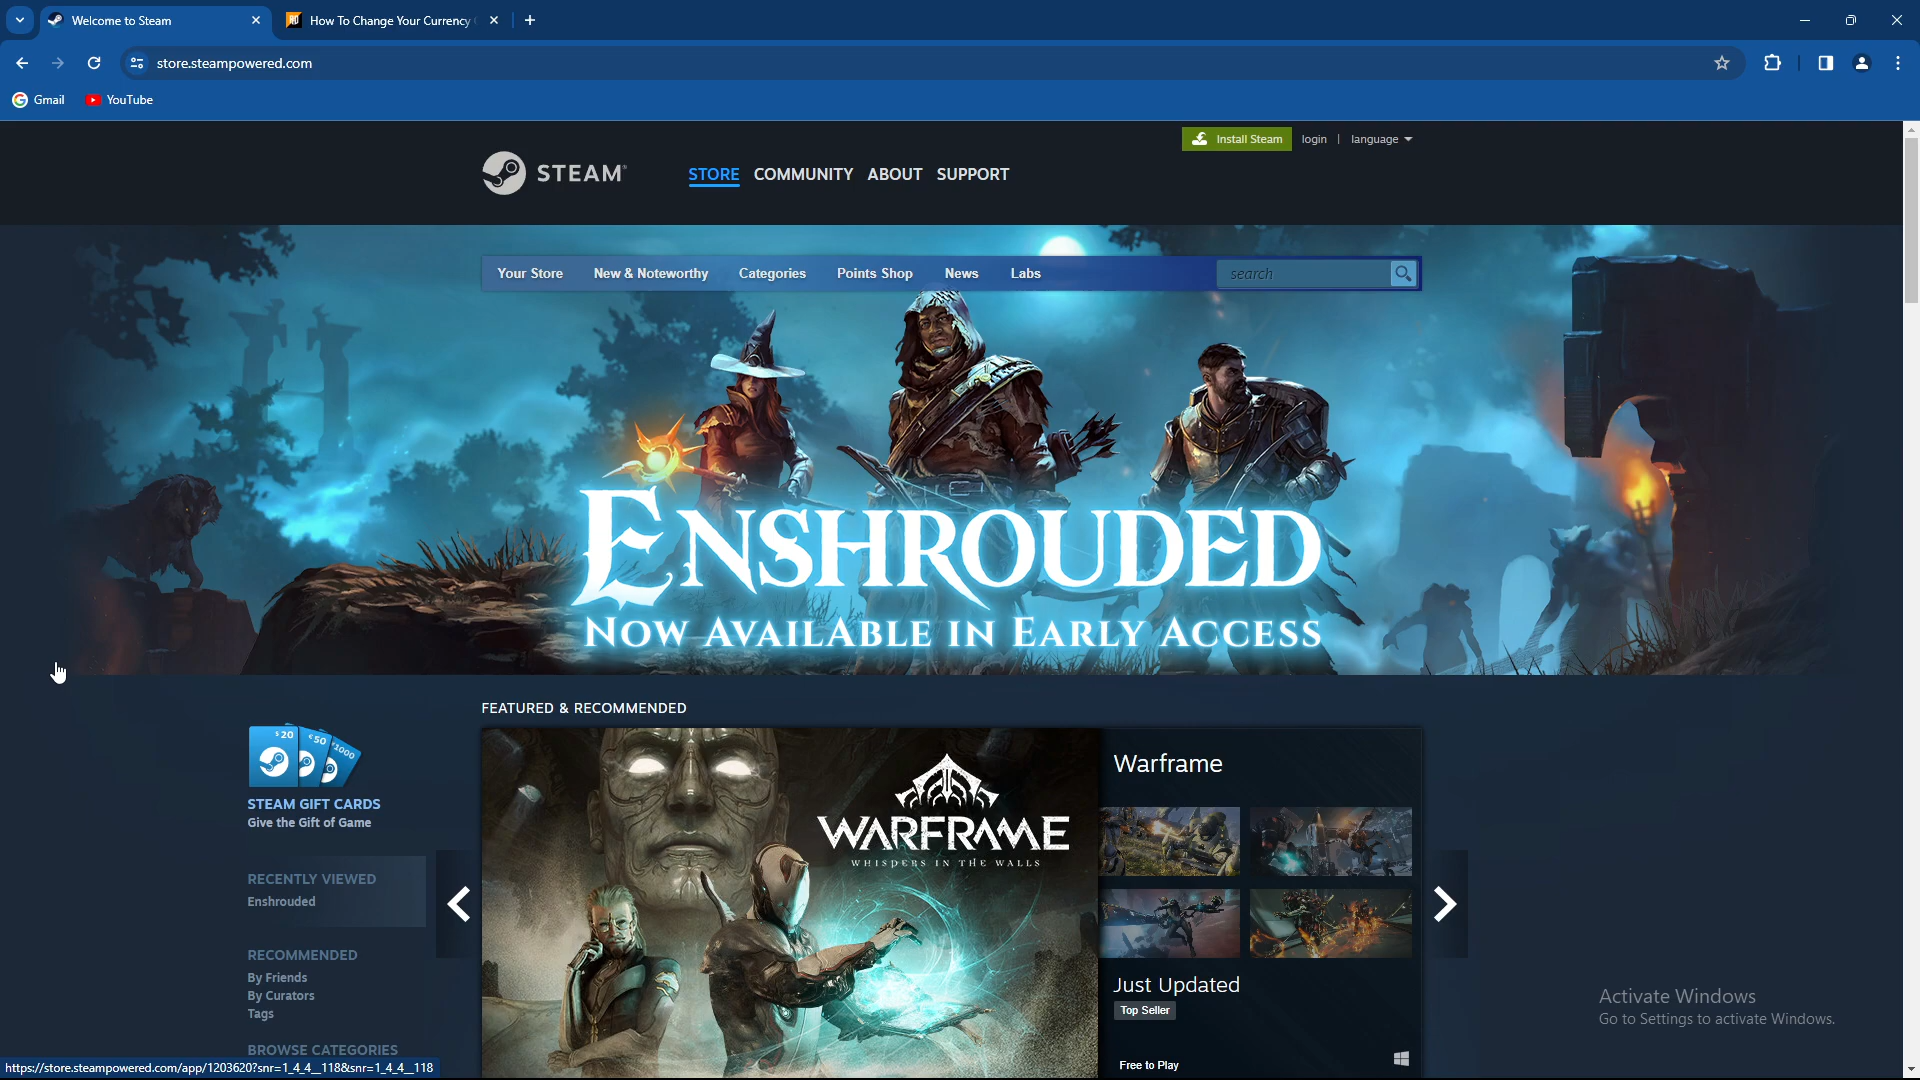 Welcome to Steam
How To Change Your Currency
store.steampowered.com
Gmail
YouTube
Install Steam
login | language
STEAM
STORE COMMUNITY ABOUT SUPPORT
Your Store New & Noteworthy Categories Points Shop News Labs
search
ENSHROUDED
NOW AVAILABLE IN EARLY ACCESS
FEATURED & RECOMMENDED
$20
€50
1000
STEAM GIFT CARDS
Give the Gift of Game
RECENTLY VIEWED
Enshrouded
RECOMMENDED
By Friends
By Curators
Tags
BROWSE CATEGORIES
WARFRAME
WHISPERS IN THE WALLS
Warframe
Just Updated
Top Seller
Free to Play
Activate Windows
Go to Settings to activate Windows.
https://store.steampowered.com/app/1203620?snr=1_4_4__118&snr=1_4_4__118